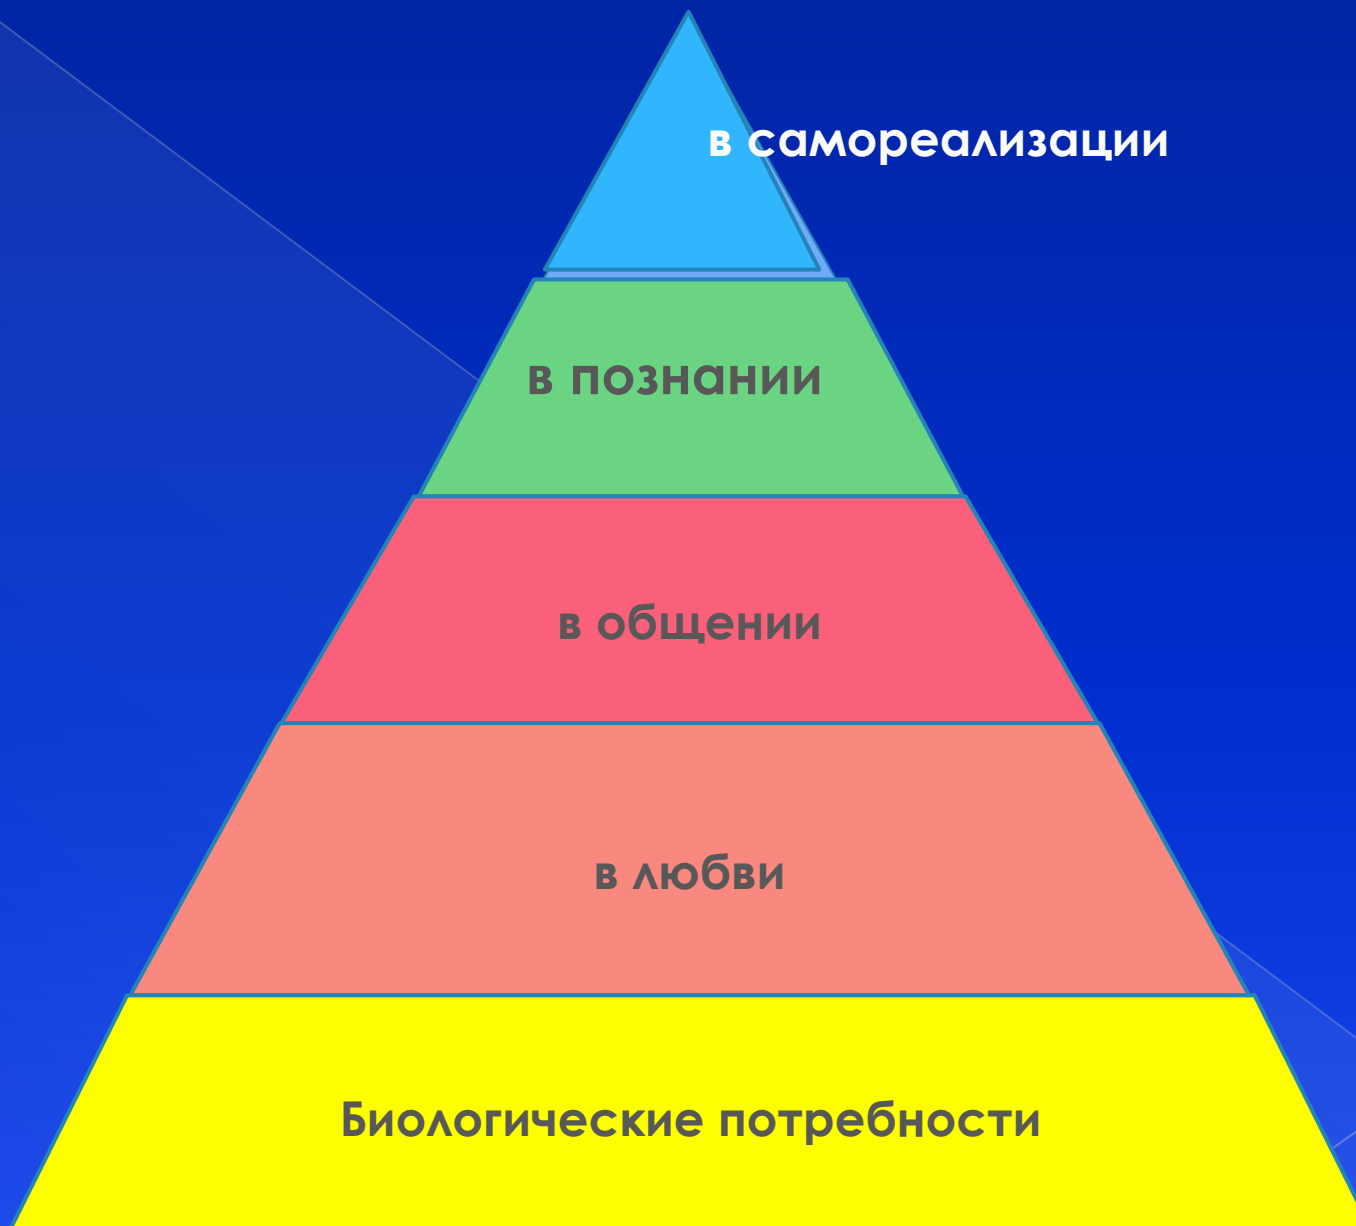 в самореализации
в познании
в общении
в любви
Биологические потребности